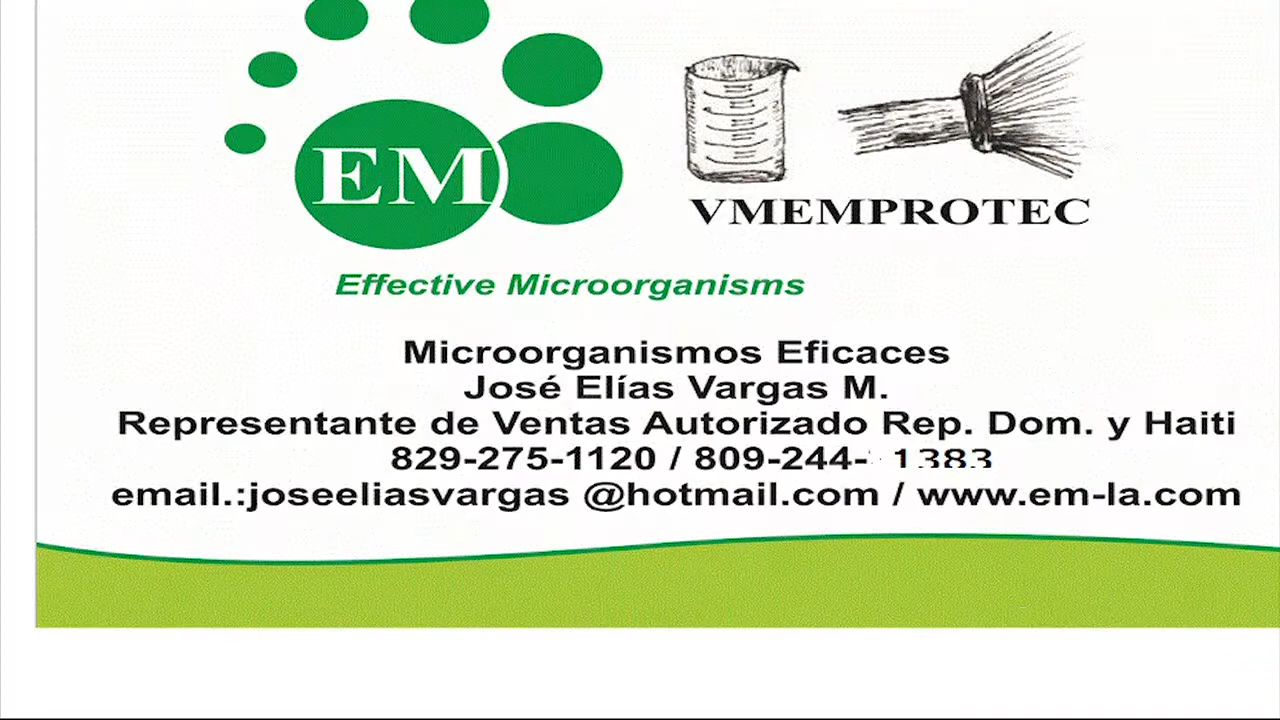 EM
VMEMPROTEC
Effective Microorganisms
Microorganismos Eficaces
José Elías Vargas M.
Representante de Ventas Autorizado Rep. Dom. y Haiti
829-275-1120 / 809-244- 1383
email.:joseeliasvargas @hotmail.com / www.em-la.com